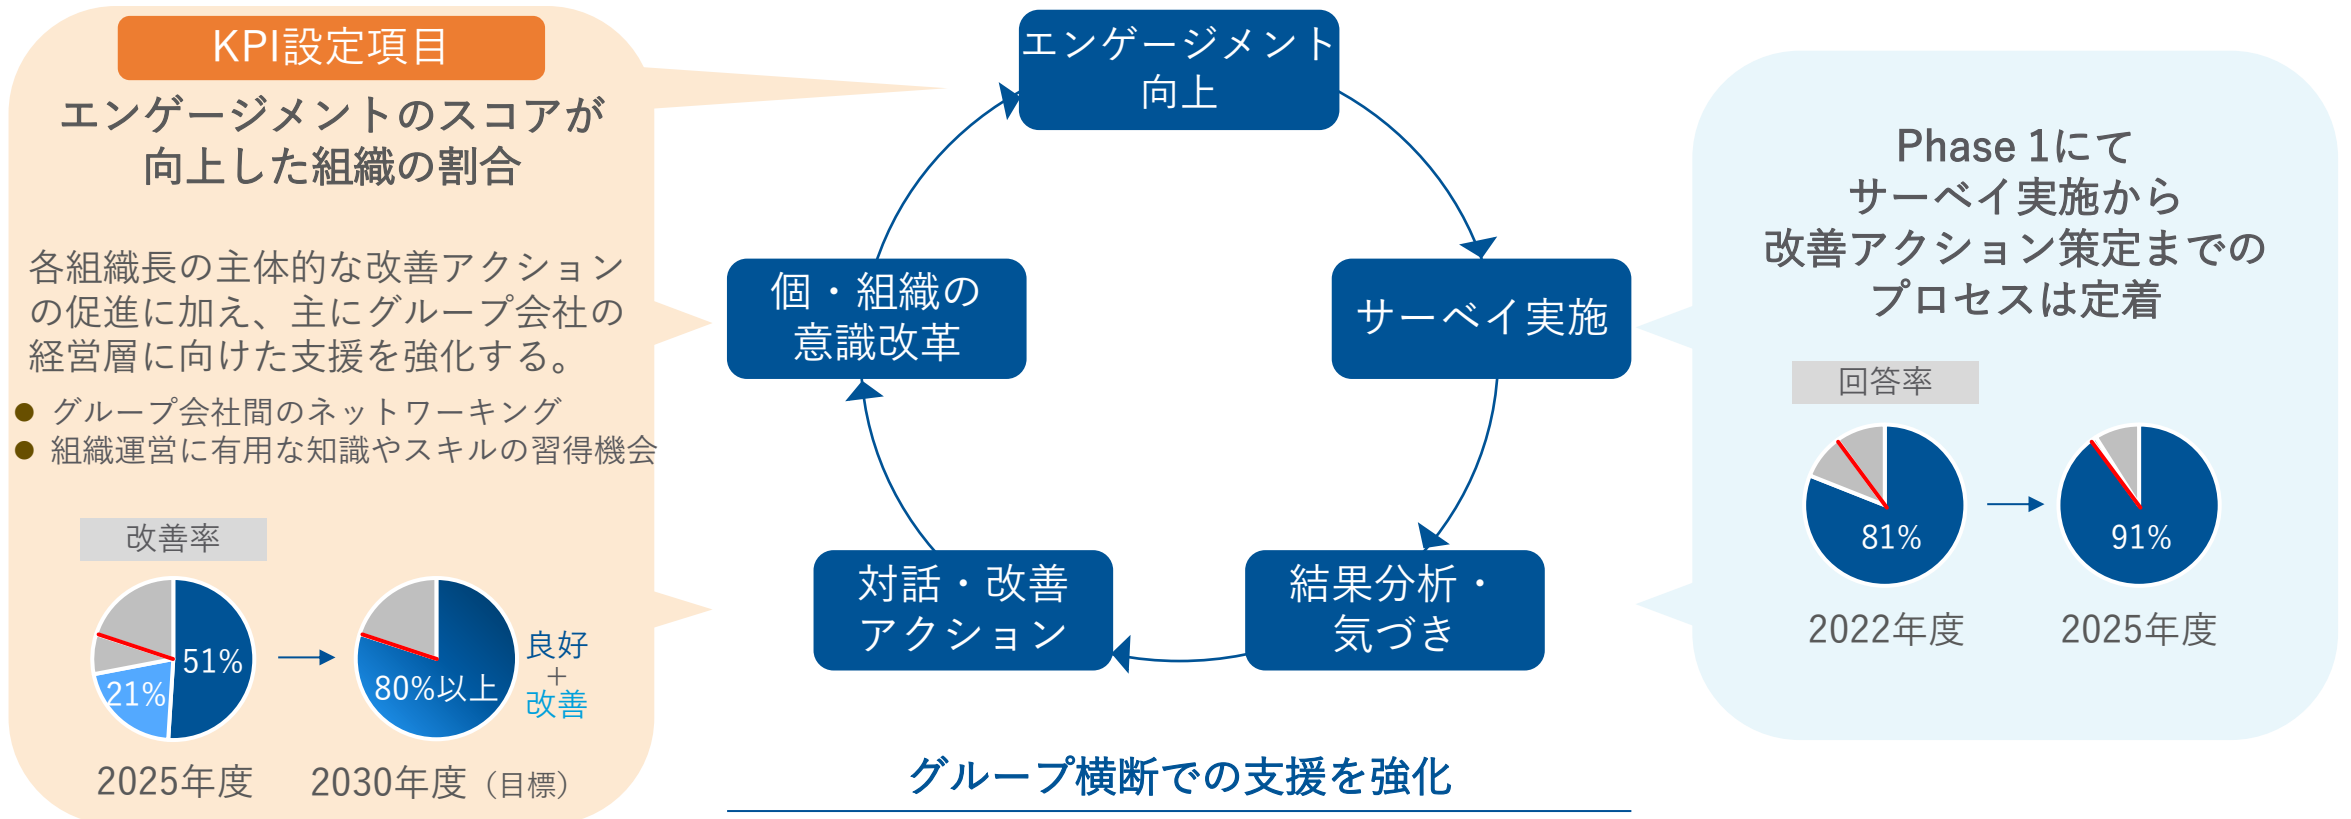 KPI設定項目
エンゲージメントのスコアが
向上した組織の割合
各組織長の主体的な改善アクション
の促進に加え、主にグループ会社の
経営層に向けた支援を強化する。
● グループ会社間のネットワーキング
● 組織運営に有用な知識やスキルの習得機会
改善率
51%
21%
2025年度
80%以上
2030年度（目標）
良好
＋
改善
エンゲージメント
向上
サーベイ実施
結果分析・
気づき
対話・改善
アクション
個・組織の
意識改革
グループ横断での支援を強化
Phase 1にて
サーベイ実施から
改善アクション策定までの
プロセスは定着
回答率
81%
2022年度
91%
2025年度